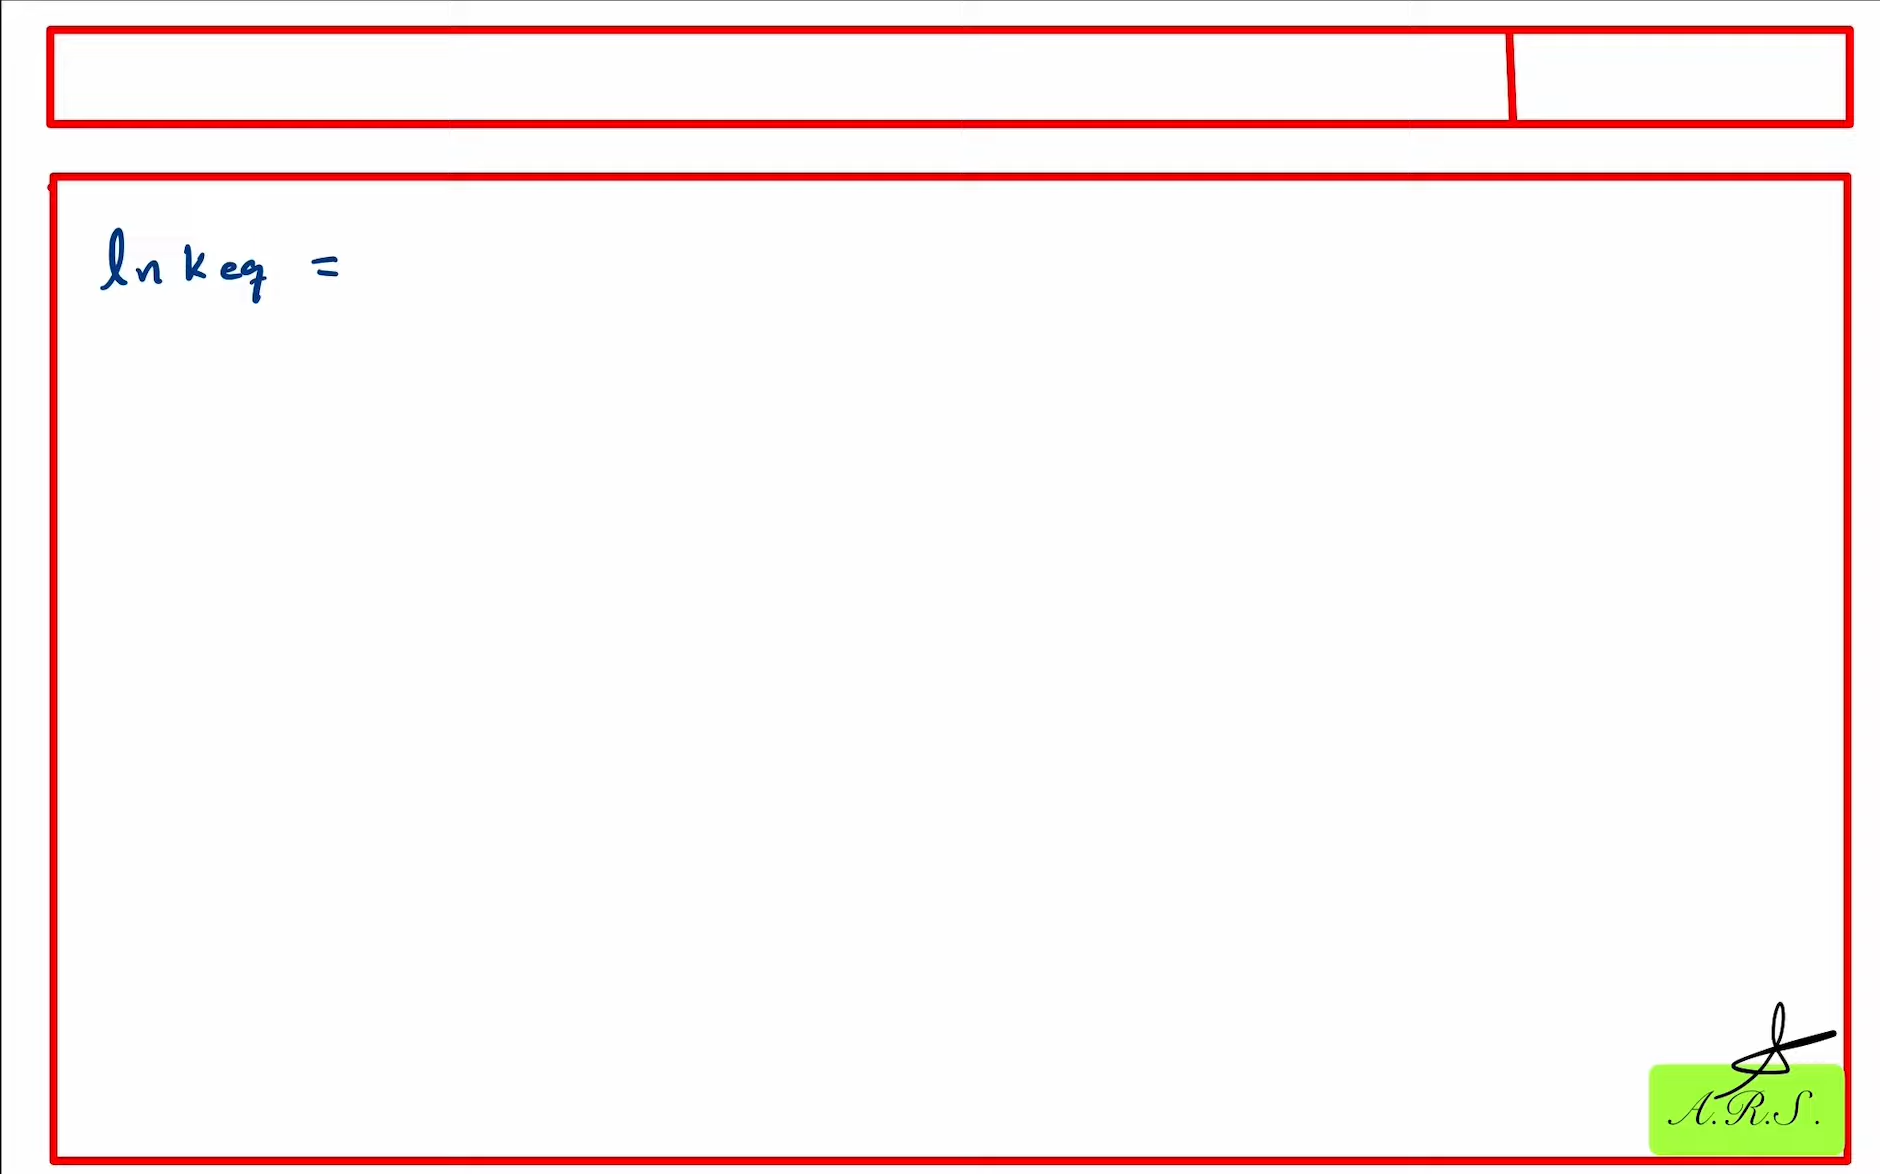 ln keq =
A.R.S.